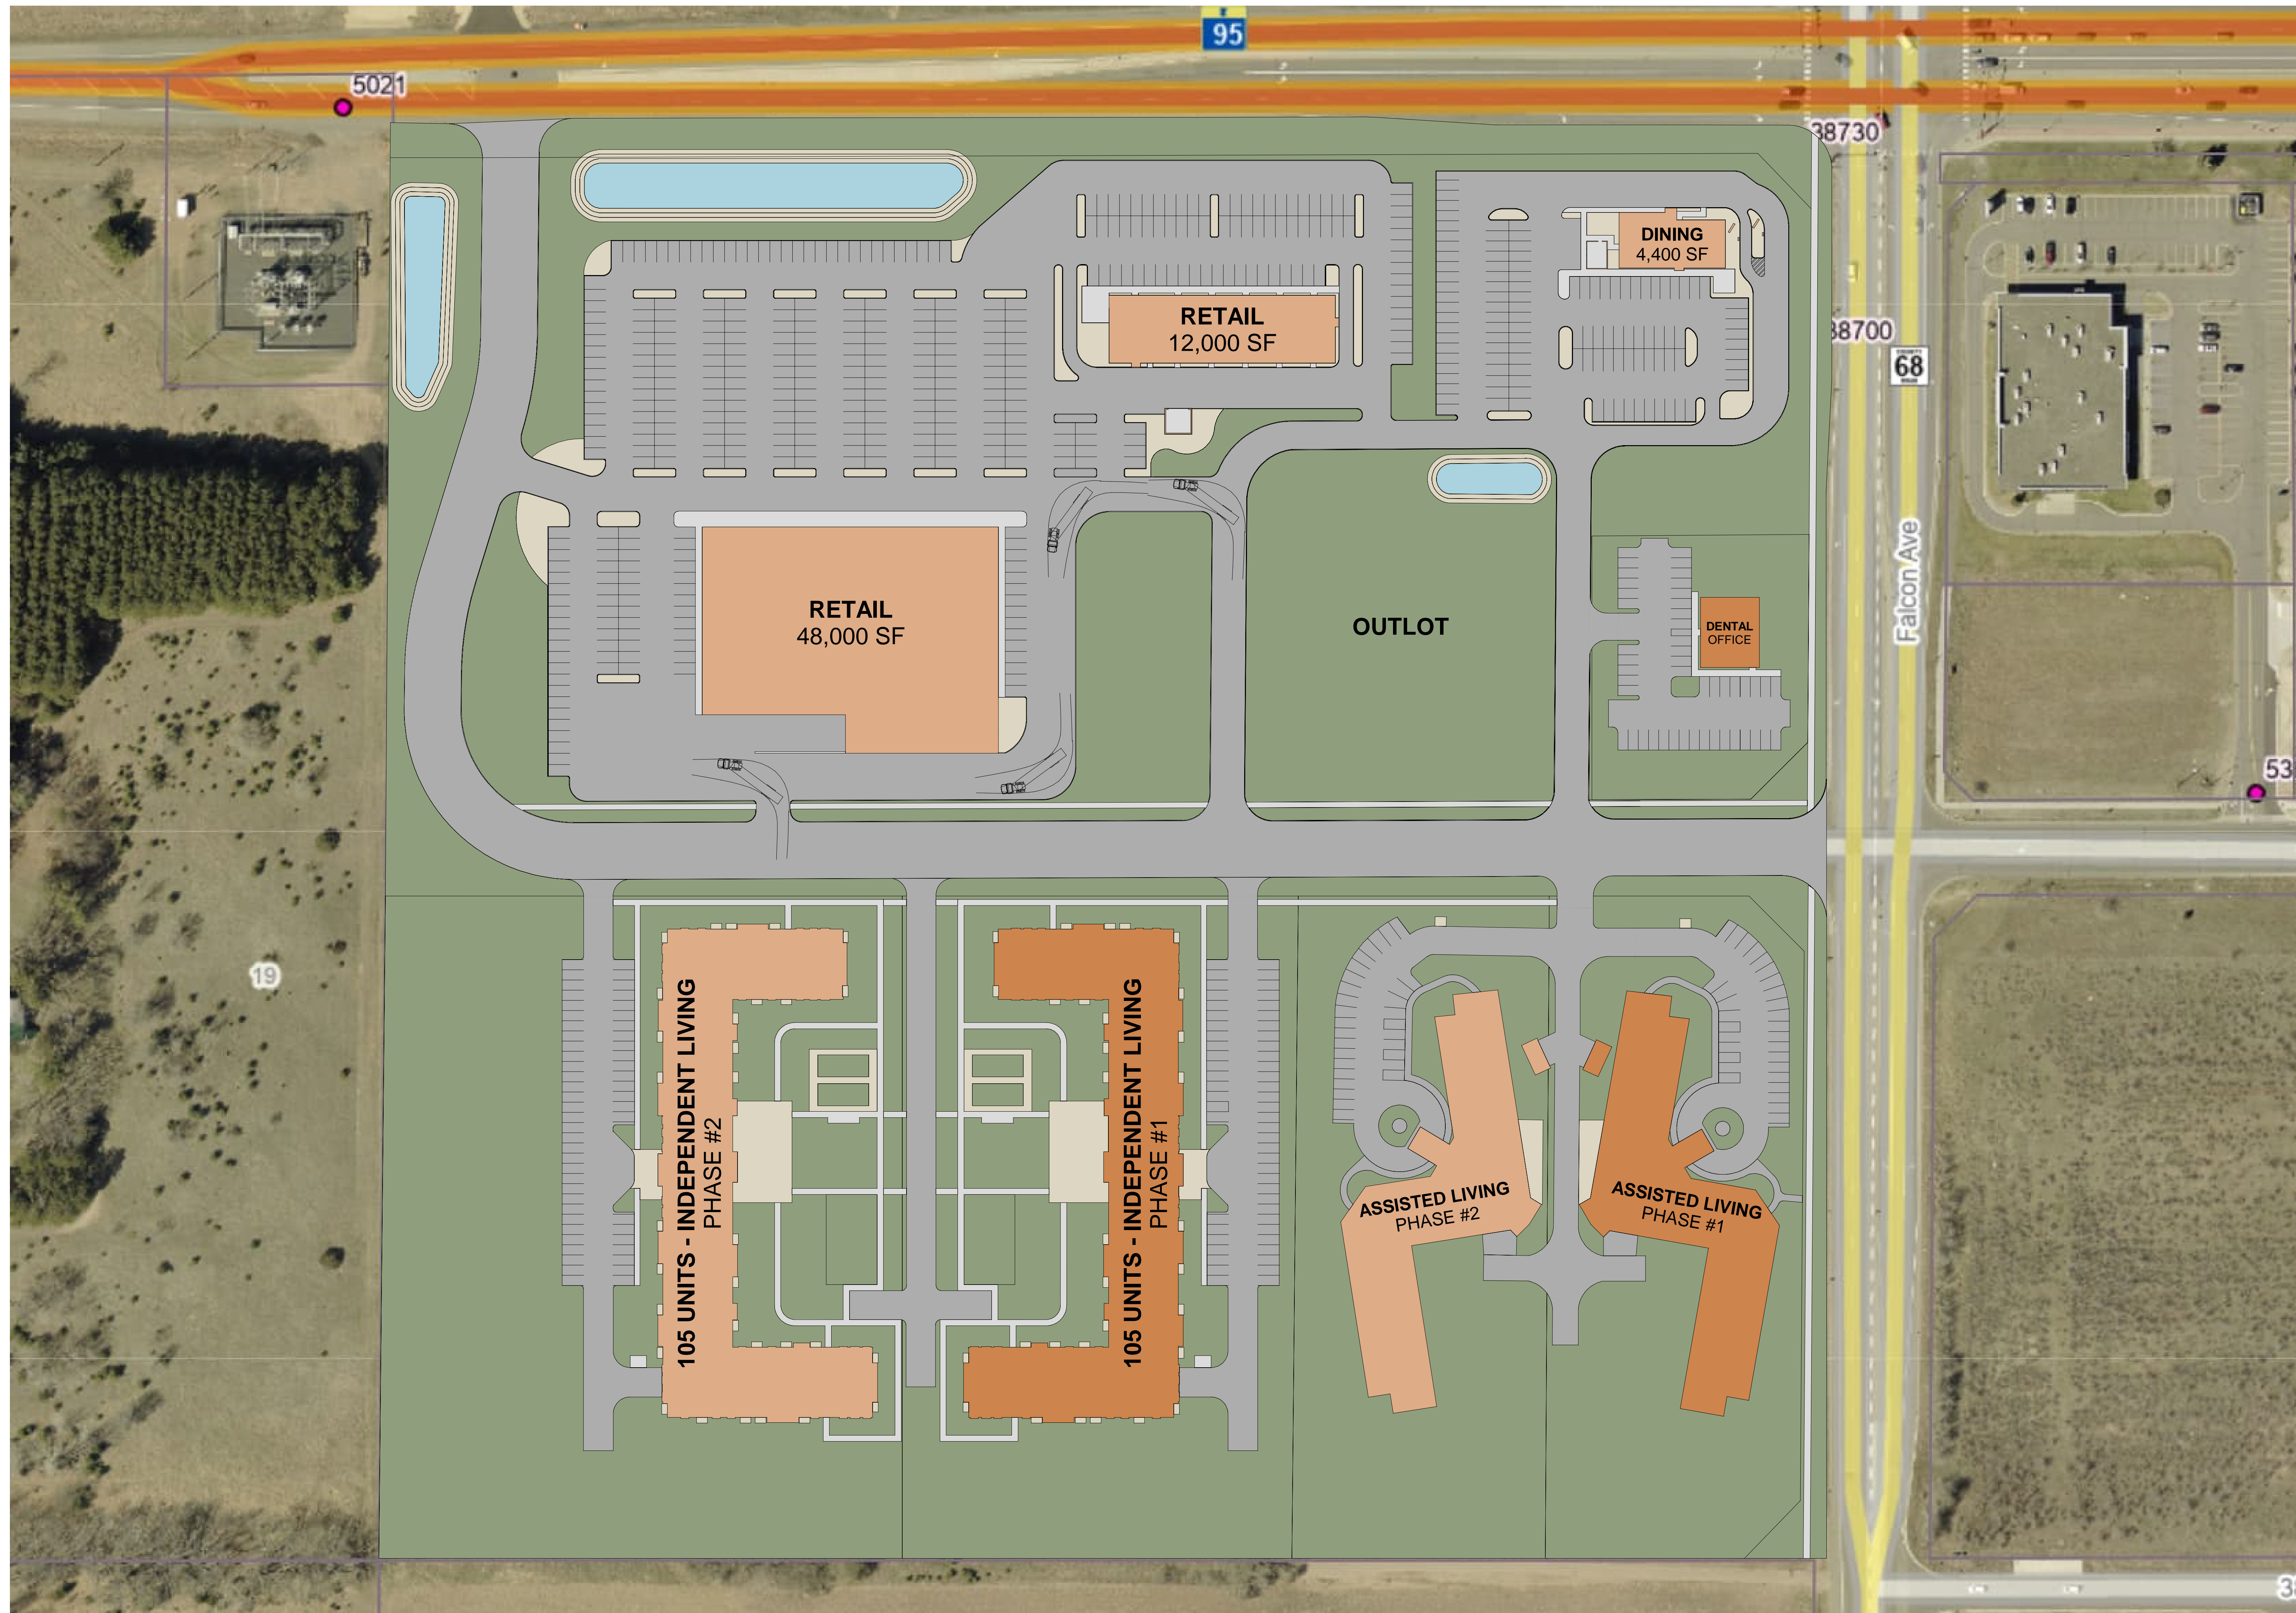 95
5021
38730
DINING
4,400 SF
RETAIL
12,000 SF
38700
68
Falcon Ave
RETAIL
48,000 SF
OUTLOT
DENTAL
OFFICE
53
19
105 UNITS - INDEPENDENT LIVING
PHASE #2
105 UNITS - INDEPENDENT LIVING
PHASE #1
ASSISTED LIVING
PHASE #2
ASSISTED LIVING
PHASE #1